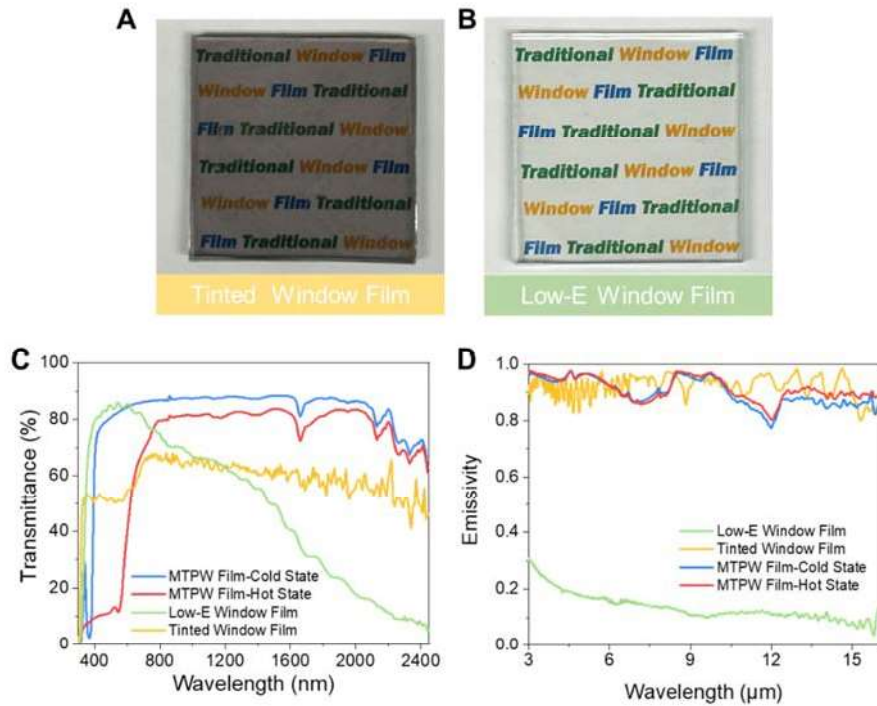 A
Traditional Window Film
Window Film Traditional
Film Traditional Window
Traditional Window Film
Window Film Traditional
Film Traditional Window
Tinted Window Film
B
Traditional Window Film
Window Film Traditional
Film Traditional Window
Traditional Window Film
Window Film Traditional
Film Traditional Window
Low-E Window Film
C
Transmittance (%)
100
80
60
40
20
0
MTPW Film-Cold State
MTPW Film-Hot State
Low-E Window Film
Tinted Window Film
400 800 1200 1600 2000 2400
Wavelength (nm)
D
Emissivity
1.0
0.8
0.6
0.4
0.2
0.0
Low-E Window Film
Tinted Window Film
MTPW Film-Cold State
MTPW Film-Hot State
3 6 9 12 15
Wavelength (µm)